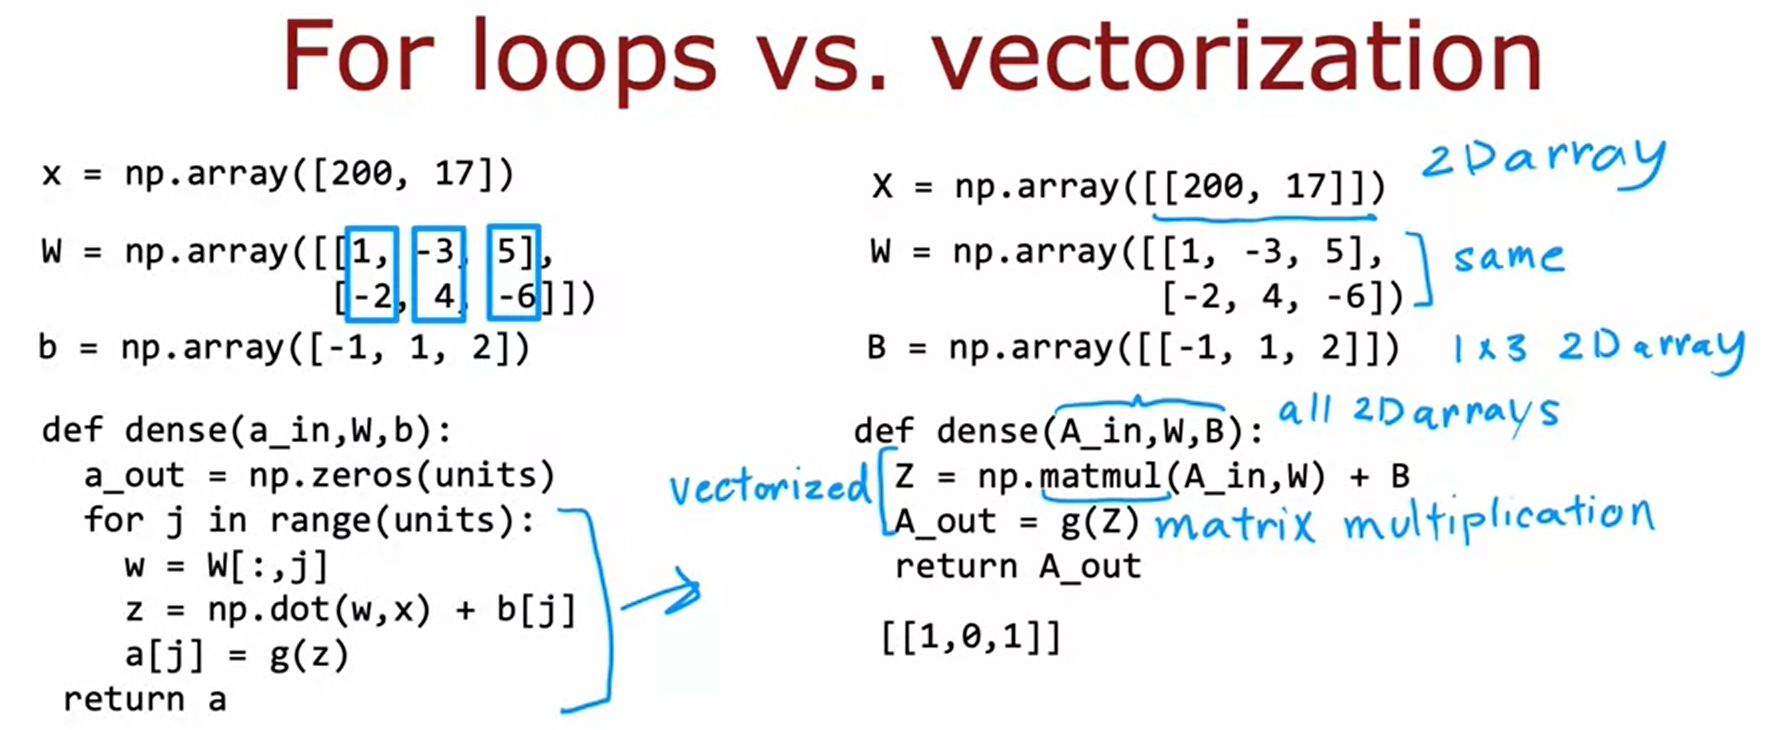 For loops vs. vectorization
x = np.array([200, 17])
W = np.array([[1, -3, 5],
[-2, 4, -6]])
b = np.array([-1, 1, 2])
def dense(a_in,W,b):
a_out = np.zeros(units)
for j in range(units):
w = W[:,j]
z = np.dot(w,x) + b[j]
a[j] = g(z)
return a
X = np.array([[200, 17]]) 2D array
W = np.array([[1, -3, 5],
[-2, 4, -6]) same
B = np.array([[-1, 1, 2]]) 1 x 3 2D array
def dense(A_in,W,B): all 2D arrays
vectorized Z = np.matmul(A_in,W) + B
A_out = g(Z) matrix multiplication
return A_out
[[1,0,1]]